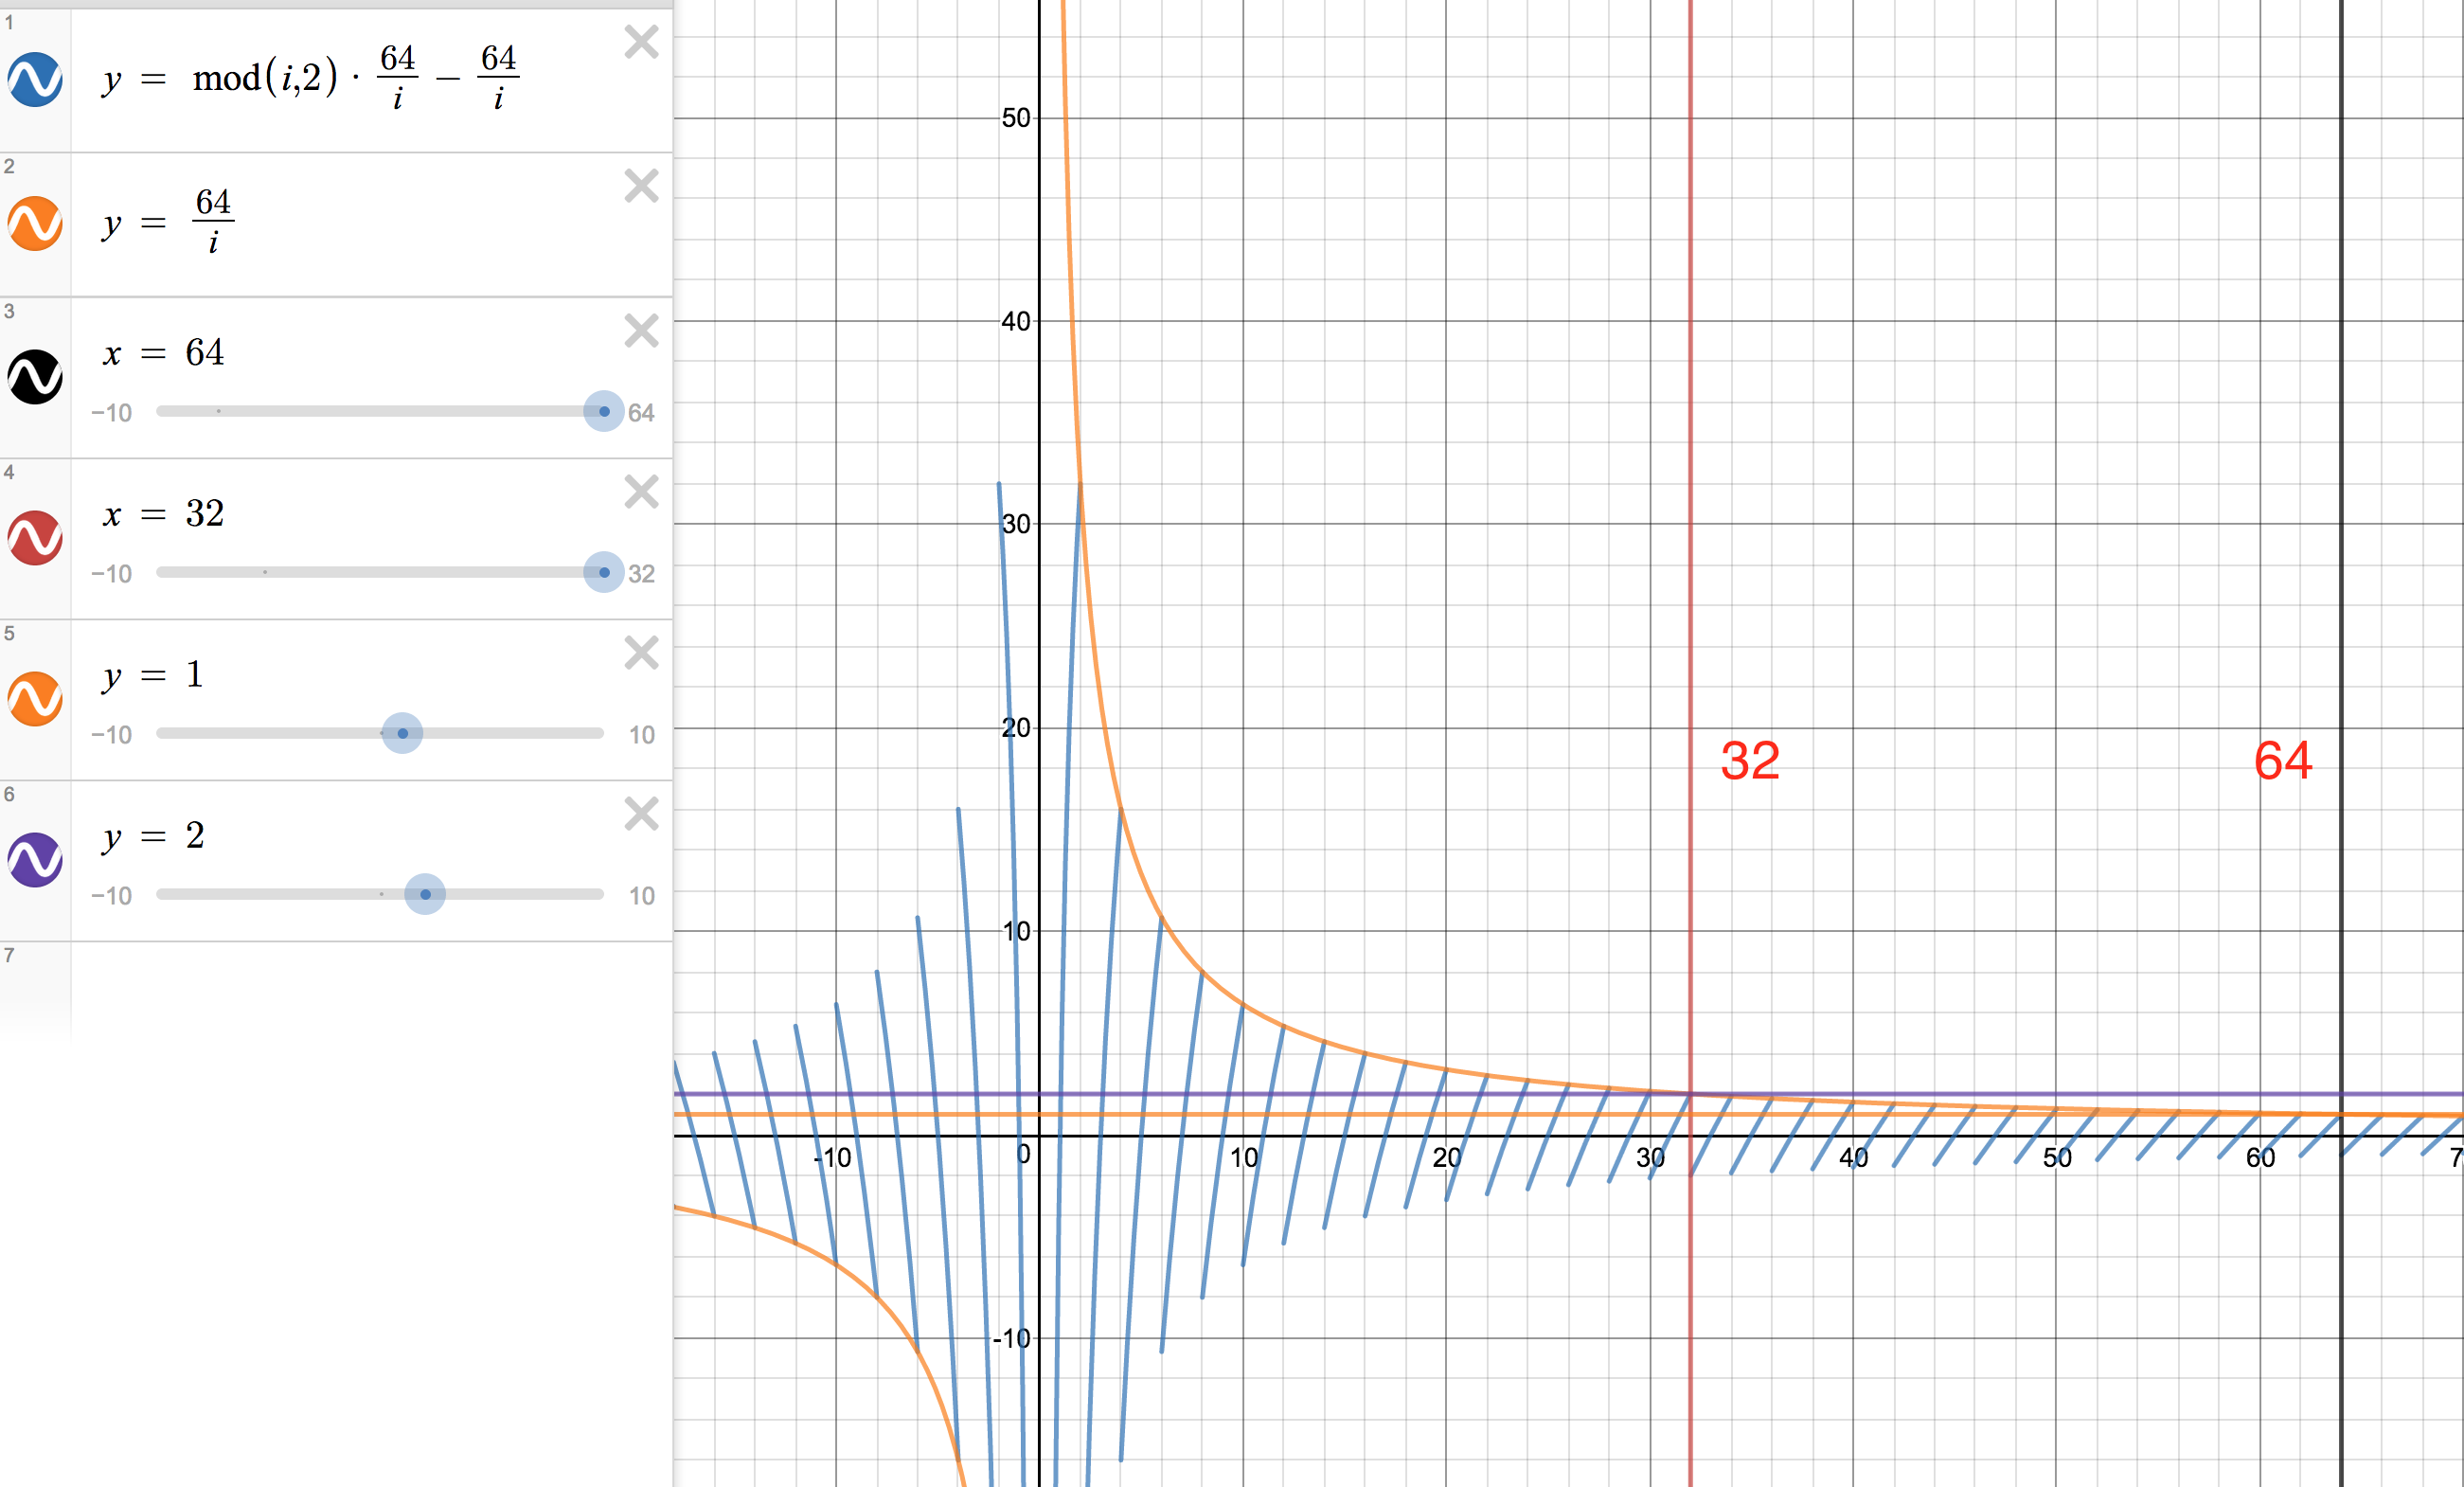 1
y = mod(i,2) · 64/i − 64/i
2
y = 64/i
3
x = 64
−10 64
4
x = 32
−10 32
5
y = 1
−10 10
6
y = 2
−10 10
7
50
40
30
20
32 64
10
-10 0 10 20 30 40 50 60 7
-10